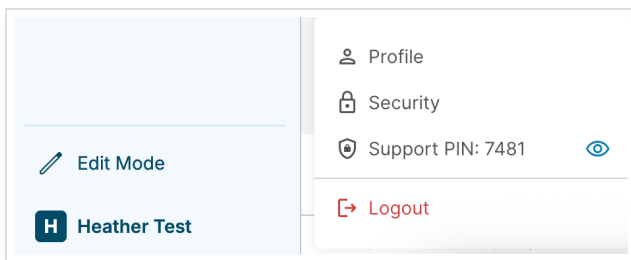 Profile
Security
Support PIN: 7481
Edit Mode
Logout
H Heather Test